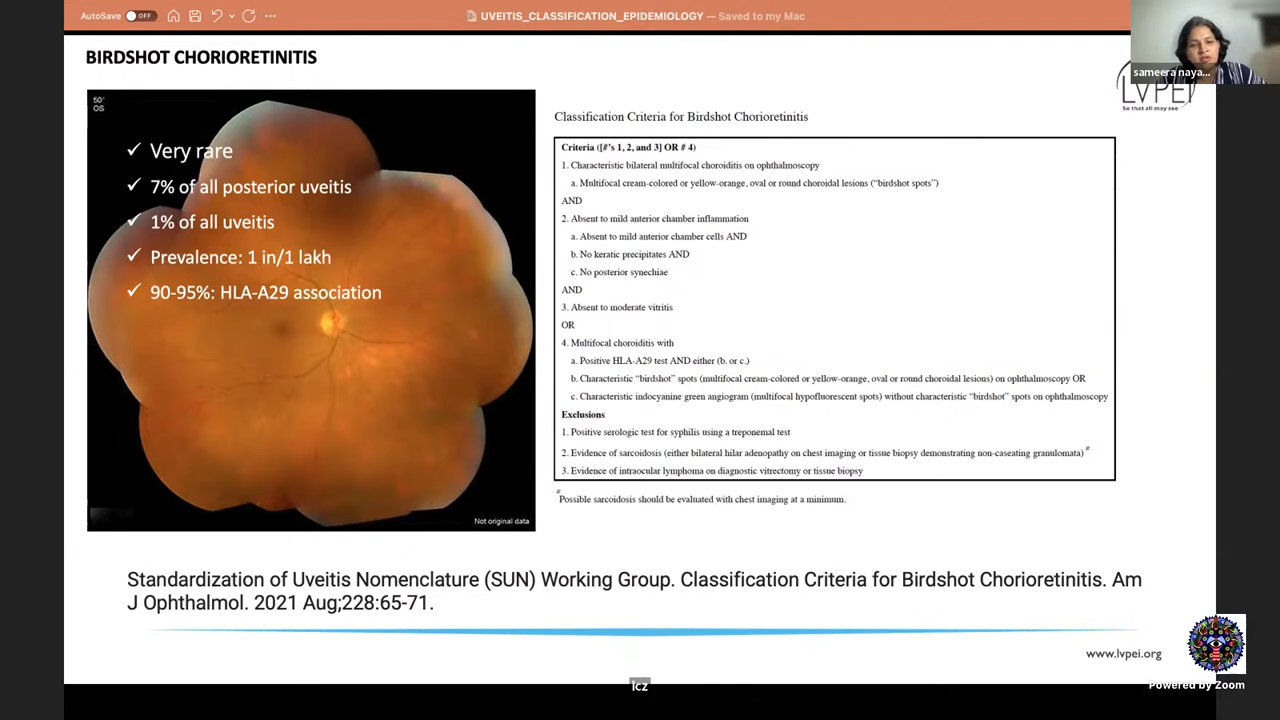 AutoSave OFF
UVEITIS_CLASSIFICATION_EPIDEMIOLOGY — Saved to my Mac
sameera naya...
BIRDSHOT CHORIORETINITIS
LVPEI
So that all may see
50°
OS
✓ Very rare
✓ 7% of all posterior uveitis
✓ 1% of all uveitis
✓ Prevalence: 1 in/1 lakh
✓ 90-95%: HLA-A29 association
Not original data
Classification Criteria for Birdshot Chorioretinitis
Criteria ([#'s 1, 2, and 3] OR # 4)
1. Characteristic bilateral multifocal choroiditis on ophthalmoscopy
a. Multifocal cream-colored or yellow-orange, oval or round choroidal lesions (“birdshot spots”)
AND
2. Absent to mild anterior chamber inflammation
a. Absent to mild anterior chamber cells AND
b. No keratic precipitates AND
c. No posterior synechiae
AND
3. Absent to moderate vitritis
OR
4. Multifocal choroiditis with
a. Positive HLA-A29 test AND either (b. or c.)
b. Characteristic “birdshot” spots (multifocal cream-colored or yellow-orange, oval or round choroidal lesions) on ophthalmoscopy OR
c. Characteristic indocyanine green angiogram (multifocal hypofluorescent spots) without characteristic “birdshot” spots on ophthalmoscopy
Exclusions
1. Positive serologic test for syphilis using a treponemal test
2. Evidence of sarcoidosis (either bilateral hilar adenopathy on chest imaging or tissue biopsy demonstrating non-caseating granulomata) #
3. Evidence of intraocular lymphoma on diagnostic vitrectomy or tissue biopsy
# Possible sarcoidosis should be evaluated with chest imaging at a minimum.
Standardization of Uveitis Nomenclature (SUN) Working Group. Classification Criteria for Birdshot Chorioretinitis. Am
J Ophthalmol. 2021 Aug;228:65-71.
www.lvpei.org
lcz
Powered by Zoom